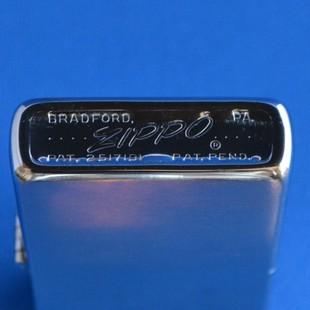 BRADFORD, PA.
.... ZIPPO ® ....
PAT. 2517191 PAT. PEND.